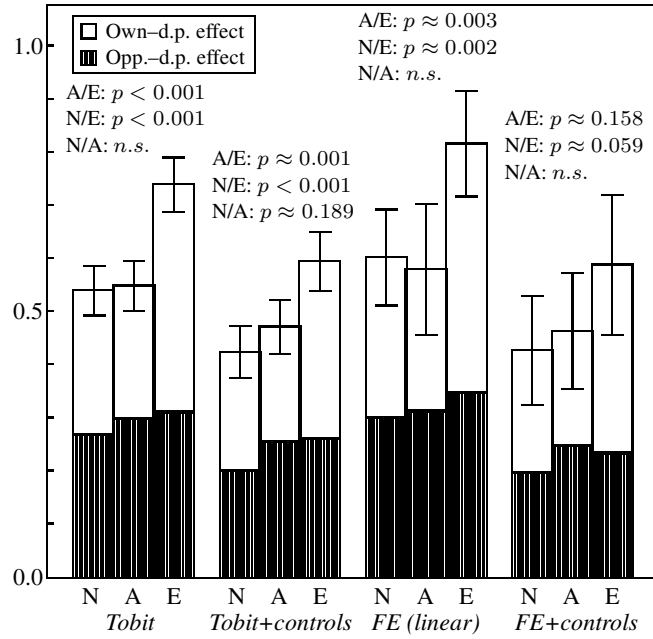 1.0
0.5
0.0
Own–d.p. effect
Opp.–d.p. effect
A/E: p < 0.001
N/E: p < 0.001
N/A: n.s.
A/E: p ≈ 0.001
N/E: p < 0.001
N/A: p ≈ 0.189
A/E: p ≈ 0.003
N/E: p ≈ 0.002
N/A: n.s.
A/E: p ≈ 0.158
N/E: p ≈ 0.059
N/A: n.s.
N A E N A E N A E N A E
Tobit Tobit+controls FE (linear) FE+controls